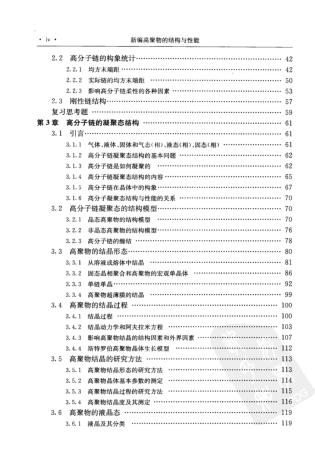 · iv · 新编高聚物的结构与性能
2.2 高分子链的构象统计 42
2.2.1 均方末端距 42
2.2.2 实际链的均方末端距 50
2.2.3 影响高分子链柔性的各种因素 53
2.3 刚性链结构 57
复习思考题 59
第3章 高分子链的凝聚态结构 61
3.1 引言 61
3.1.1 气体、液体、固体和气态(相)、液态(相)、固态(相) 61
3.1.2 高分子链凝聚态结构的基本问题 62
3.1.3 高分子链是如何凝聚的 62
3.1.4 高分子链凝聚态结构的内容 65
3.1.5 高分子链在晶体中的构象 65
3.1.6 高分子凝聚态结构与性能的关系 70
3.2 高分子链凝聚态的结构模型 70
3.2.1 晶态高聚物的结构模型 70
3.2.2 非晶态高聚物的结构模型 76
3.2.3 高分子链的缠结 78
3.3 高聚物的结晶形态 80
3.3.1 从溶液或熔体中结晶 81
3.3.2 固态晶相聚合和高聚物的宏观单晶体 86
3.3.3 单链单晶 92
3.3.4 高聚物超薄膜的结晶 99
3.4 高聚物的结晶过程 100
3.4.1 结晶过程 100
3.4.2 结晶动力学和阿夫拉米方程 103
3.4.3 影响高聚物结晶的结构因素和外界因素 107
3.4.4 斯特罗伯高聚物晶体生长模型 112
3.5 高聚物结晶的研究方法 113
3.5.1 高聚物结晶形态的研究方法 113
3.5.2 高聚物晶体基本参数的测定 114
3.5.3 高聚物结晶过程的研究方法 115
3.5.4 高聚物结晶度及其测定 116
3.6 高聚物的液晶态 119
3.6.1 液晶及其分类 119